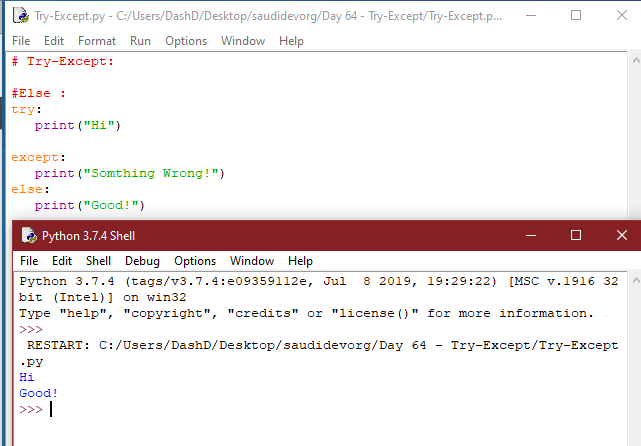 Try-Except.py - C:/Users/DashD/Desktop/saudidevorg/Day 64 - Try-Except/Try-Except.p...
File Edit Format Run Options Window Help
# Try-Except:
#Else :
try:
print("Hi")
except:
print("Somthing Wrong!")
else:
print("Good!")
Python 3.7.4 Shell
File Edit Shell Debug Options Window Help
Python 3.7.4 (tags/v3.7.4:e09359112e, Jul 8 2019, 19:29:22) [MSC v.1916 32
bit (Intel)] on win32
Type "help", "copyright", "credits" or "license()" for more information.
>>>
RESTART: C:/Users/DashD/Desktop/saudidevorg/Day 64 - Try-Except/Try-Except
.py
Hi
Good!
>>>